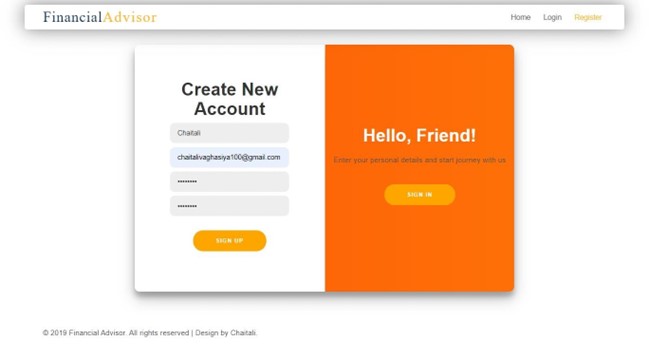 FinancialAdvisor
Home Login Register
Create New
Account
Chaitali
chaitalivaghasiya100@gmail.com
••••••••
••••••••
SIGN UP
Hello, Friend!
Enter your personal details and start journey with us
SIGN IN
© 2019 Financial Advisor. All rights reserved | Design by Chaitali.